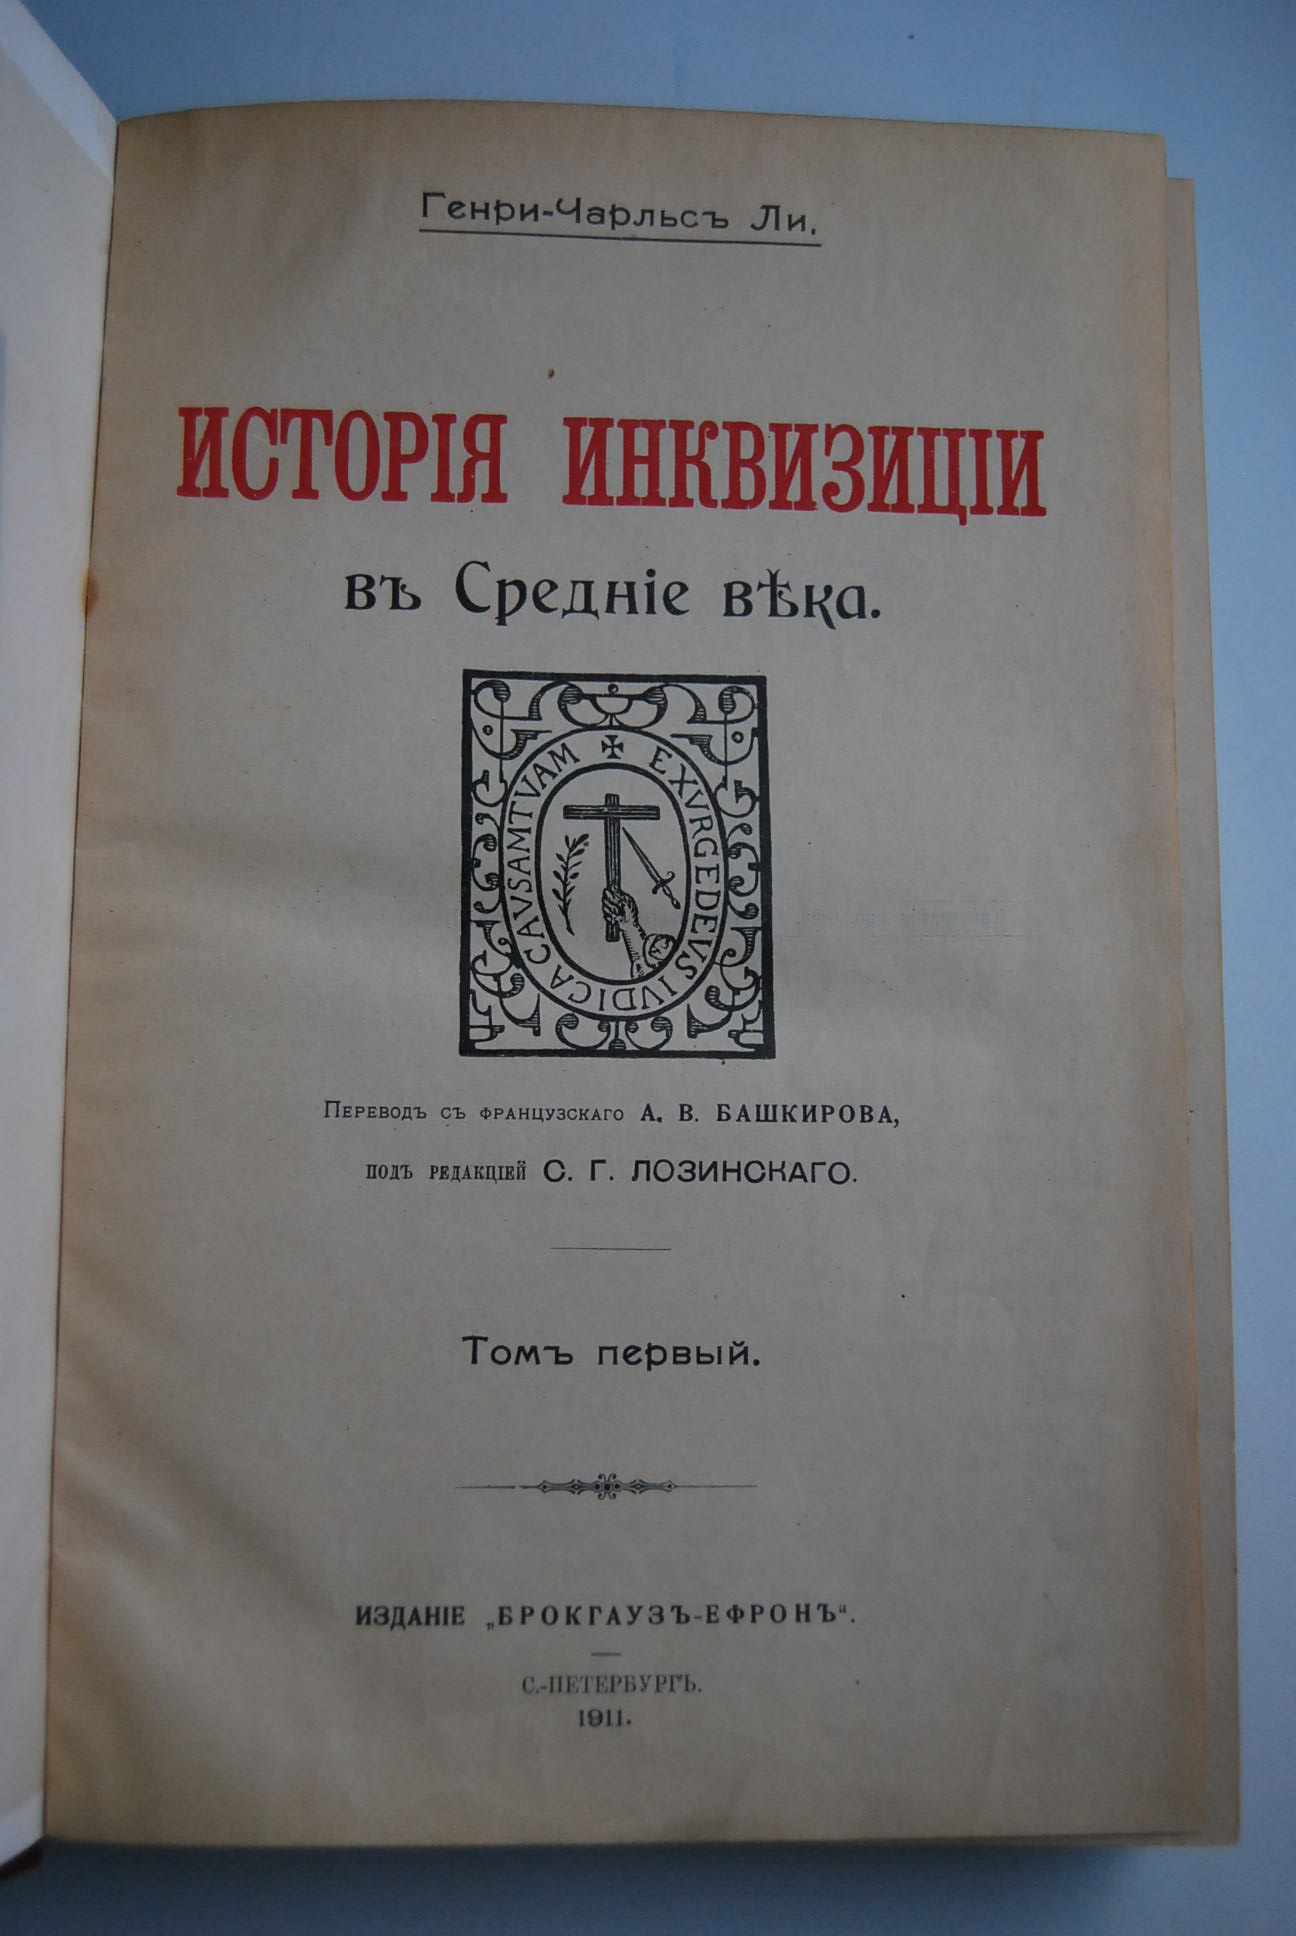 Генри-Чарльсъ Ли.
ИСТОРІЯ ИНКВИЗИЦІИ
въ Средніе вѣка.
✠ EXVRGE DEVS IVDICA CAVSAM TVAM
Переводъ съ французскаго А. В. БАШКИРОВА,
подъ редакціей С. Г. ЛОЗИНСКАГО.
Томъ первый.
ИЗДАНІЕ „БРОКГАУЗЪ-ЕФРОНЪ“.
С.-ПЕТЕРБУРГЪ.
1911.